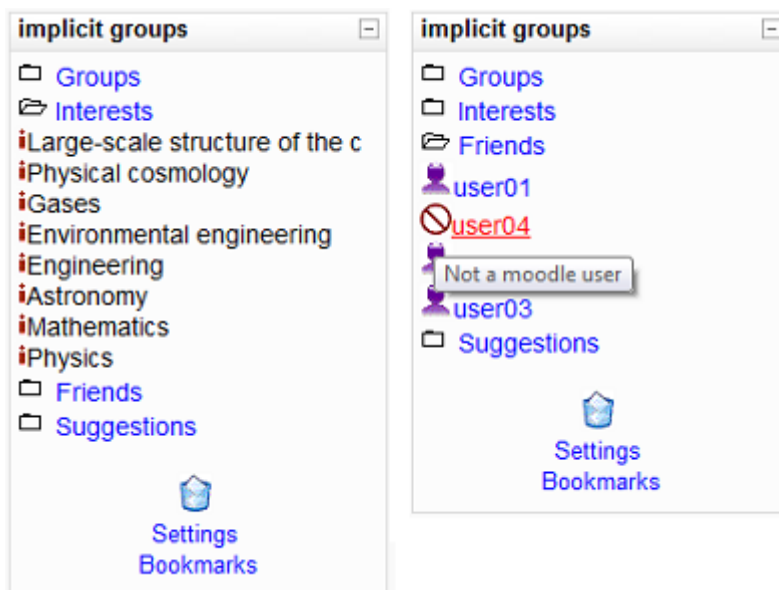 implicit groups
Groups
Interests
Large-scale structure of the c
Physical cosmology
Gases
Environmental engineering
Engineering
Astronomy
Mathematics
Physics
Friends
Suggestions
Settings
Bookmarks
implicit groups
Groups
Interests
Friends
user01
user04
Not a moodle user
user03
Suggestions
Settings
Bookmarks